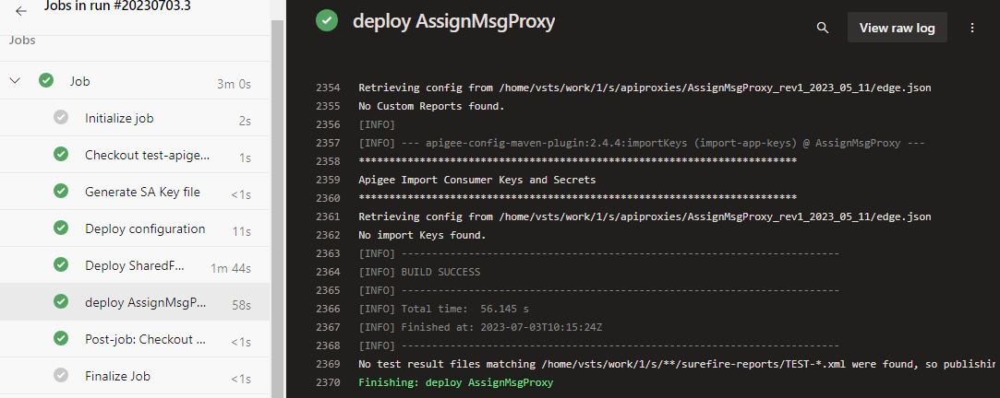 Jobs in run #20230703.3
Jobs
Job 3m 0s
Initialize job 2s
Checkout test-apige... 1s
Generate SA Key file <1s
Deploy configuration 11s
Deploy SharedF... 1m 44s
deploy AssignMsgP... 58s
Post-job: Checkout ... <1s
Finalize Job <1s
deploy AssignMsgProxy
View raw log
2354 Retrieving config from /home/vsts/work/1/s/apiproxies/AssignMsgProxy_rev1_2023_05_11/edge.json
2355 No Custom Reports found.
2356 [INFO]
2357 [INFO] --- apigee-config-maven-plugin:2.4.4:importKeys (import-app-keys) @ AssignMsgProxy ---
2358 ************************************************************************
2359 Apigee Import Consumer Keys and Secrets
2360 ************************************************************************
2361 Retrieving config from /home/vsts/work/1/s/apiproxies/AssignMsgProxy_rev1_2023_05_11/edge.json
2362 No import Keys found.
2363 [INFO] ------------------------------------------------------------------------
2364 [INFO] BUILD SUCCESS
2365 [INFO] ------------------------------------------------------------------------
2366 [INFO] Total time:  56.145 s
2367 [INFO] Finished at: 2023-07-03T10:15:24Z
2368 [INFO] ------------------------------------------------------------------------
2369 No test result files matching /home/vsts/work/1/s/**/surefire-reports/TEST-*.xml were found, so publishin
2370 Finishing: deploy AssignMsgProxy